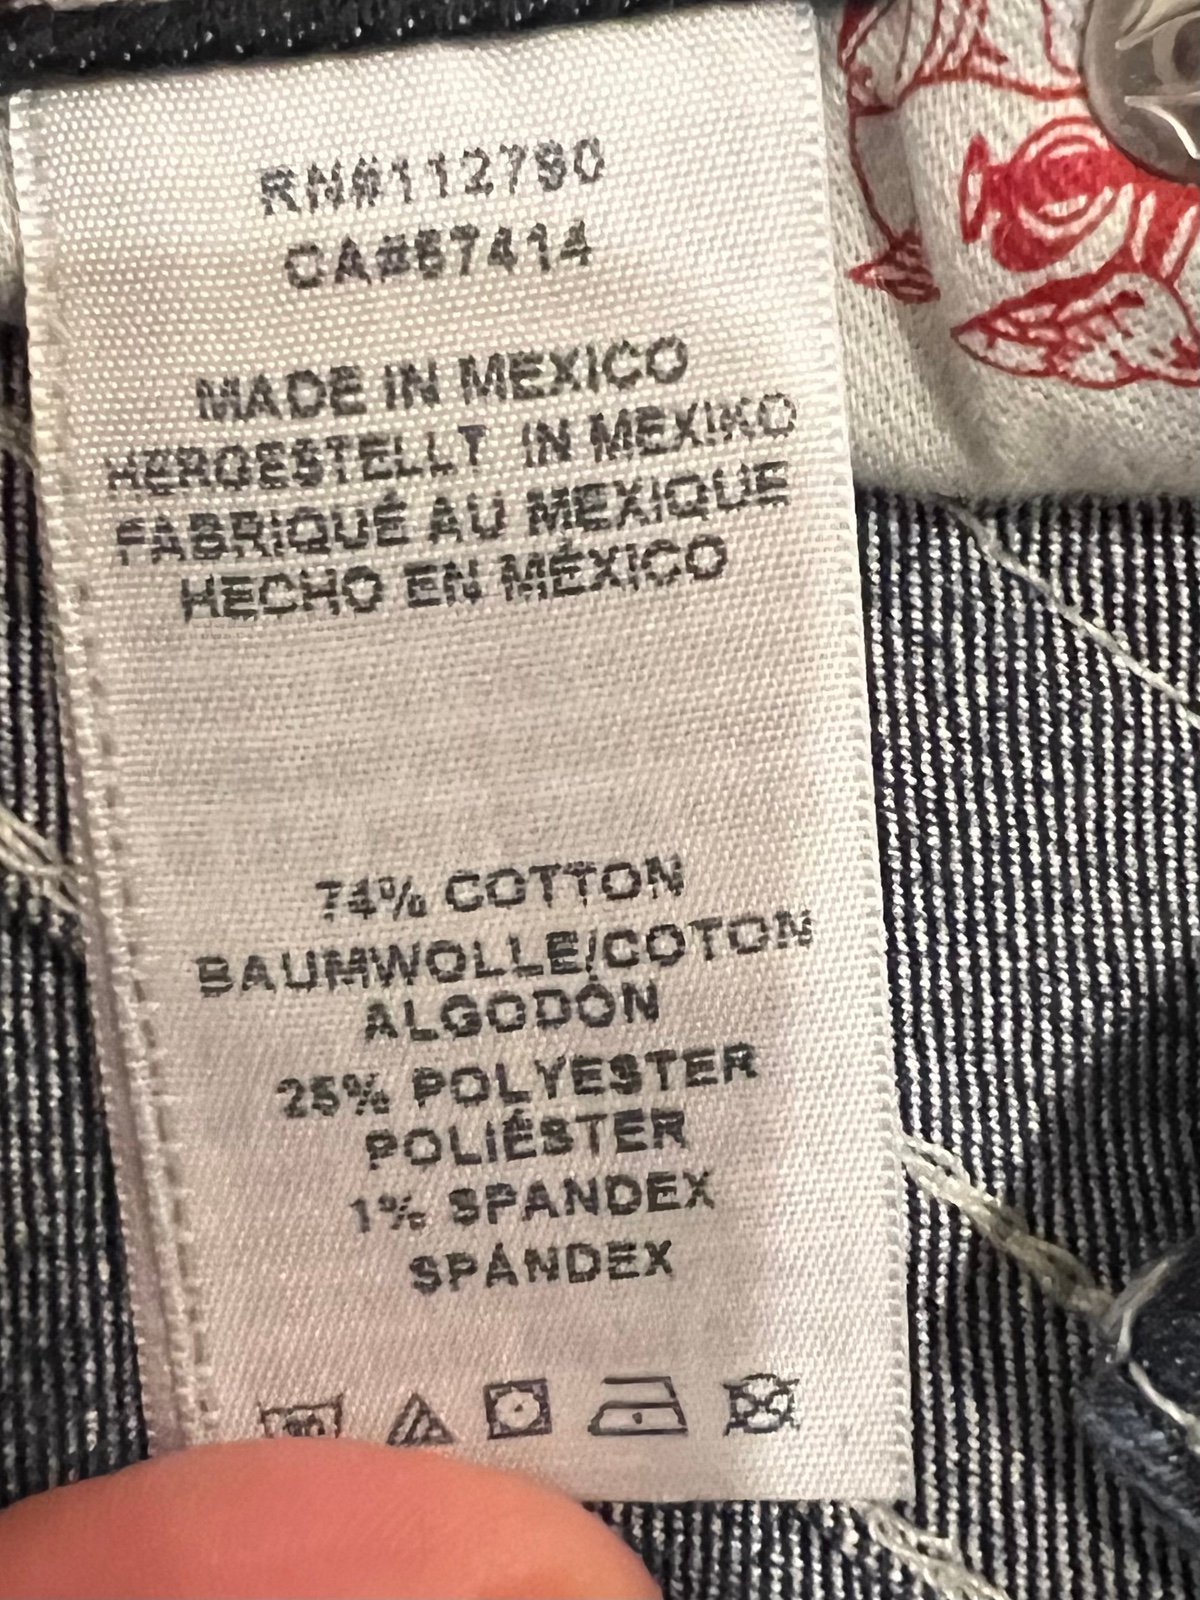 RN#112790
CA#57414
MADE IN MEXICO
HERGESTELLT IN MEXIKO
FABRIQUÉ AU MEXIQUE
HECHO EN MÉXICO
74% COTTON
BAUMWOLLE/COTON
ALGODÓN
25% POLYESTER
POLIÉSTER
1% SPANDEX
SPANDEX